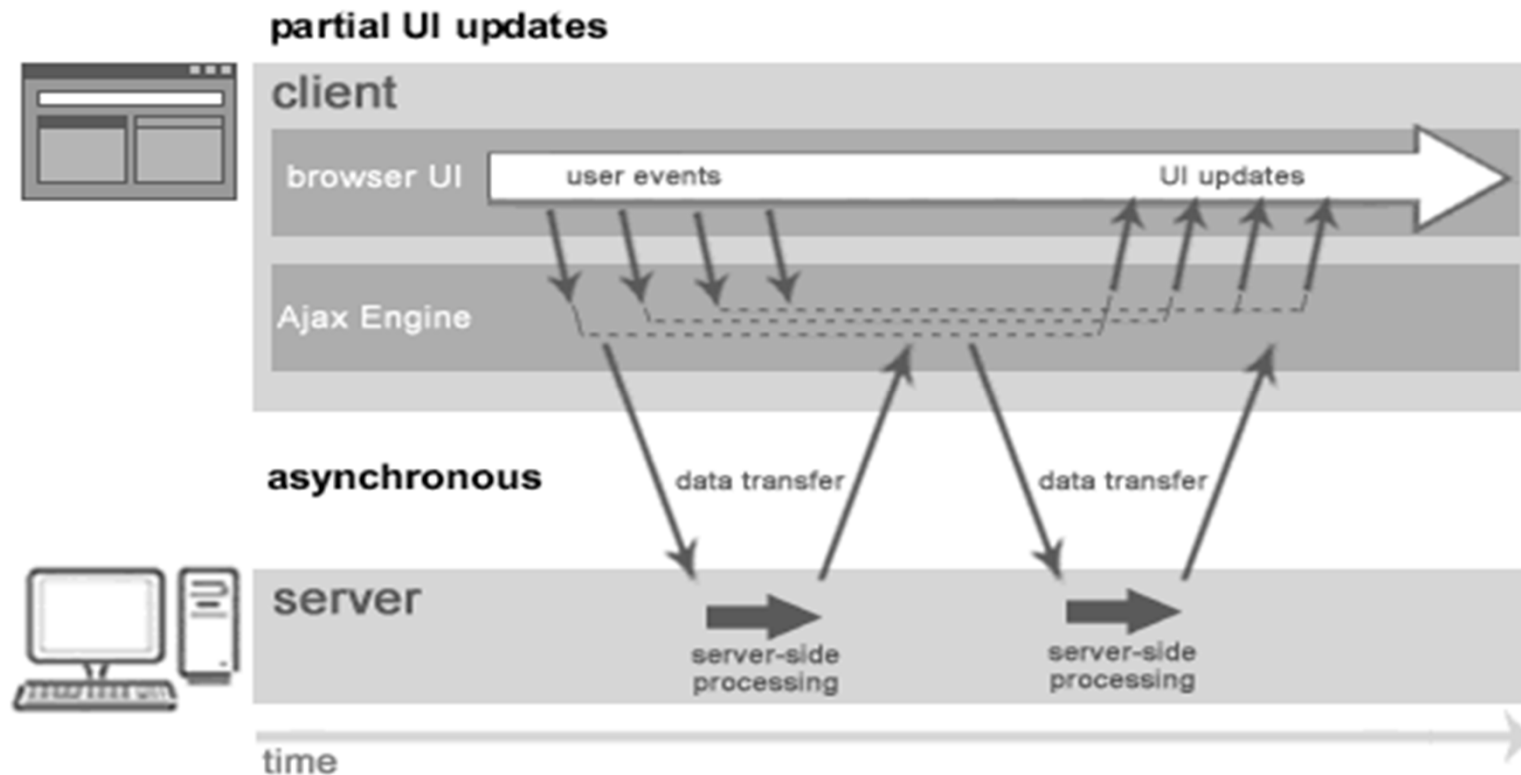 partial UI updates
client
browser UI
user events
UI updates
Ajax Engine
asynchronous
data transfer
data transfer
server
server-side
processing
server-side
processing
time